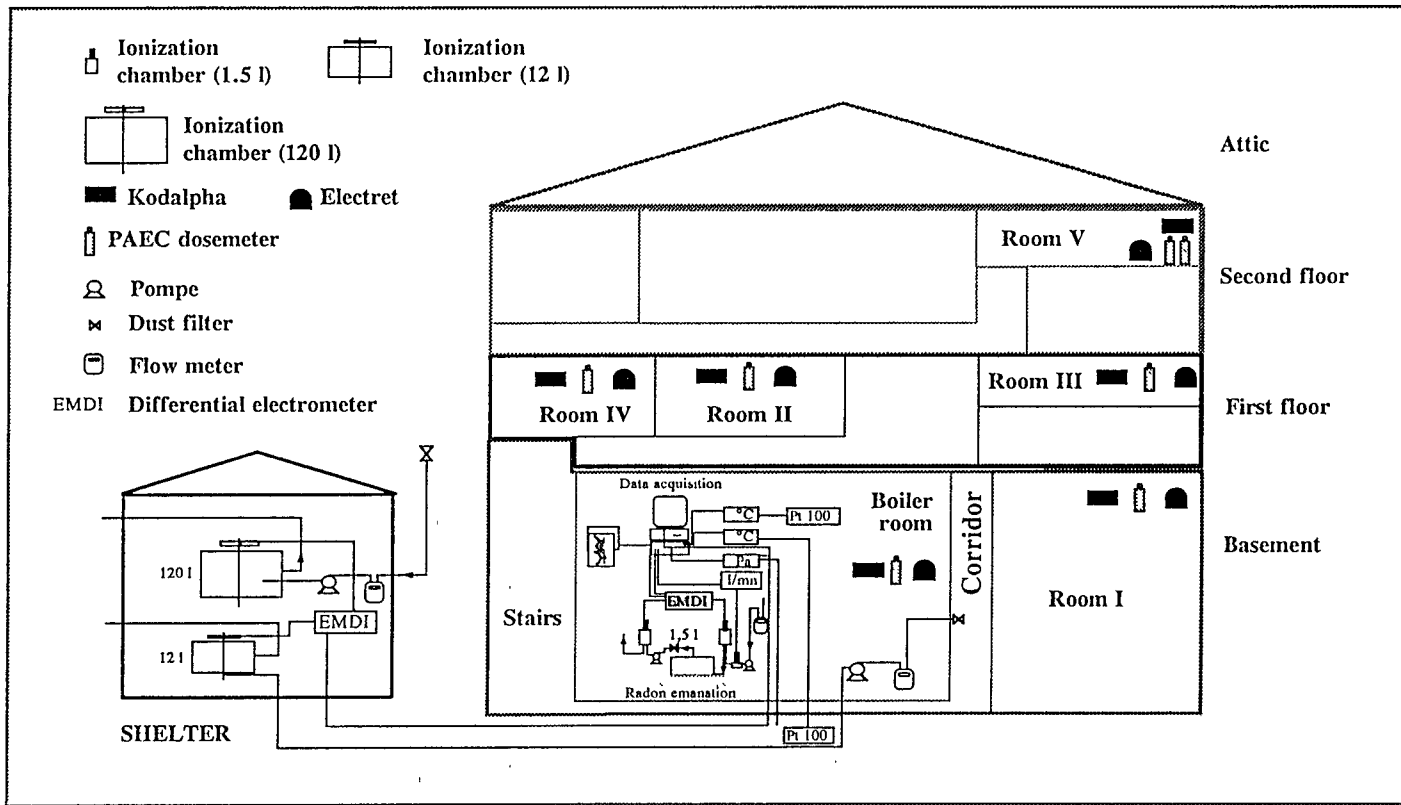 Ionization
chamber (1.5 l)
Ionization
chamber (12 l)
Ionization
chamber (120 l)
Kodalpha
Electret
PAEC dosemeter
Pompe
Dust filter
Flow meter
EMDI Differential electrometer
Attic
Room V
Second floor
Room IV
Room II
Room III
First floor
Data acquisition
°C
Pt 100
°C
Pa
l/mn
EMDI
1,5 l
Radon emanation
Pt 100
Boiler
room
Corridor
Stairs
Room I
Basement
120 l
EMDI
12 l
SHELTER